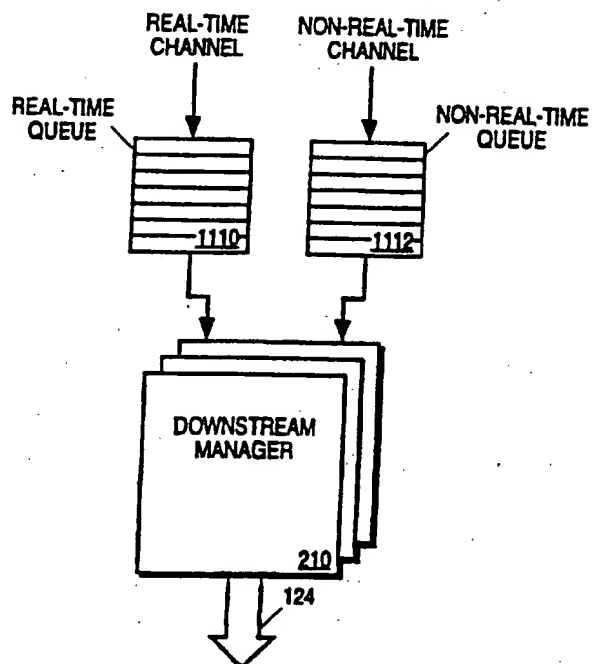 REAL-TIME
CHANNEL
NON-REAL-TIME
CHANNEL
REAL-TIME
QUEUE
NON-REAL-TIME
QUEUE
1110
1112
DOWNSTREAM
MANAGER
210
124